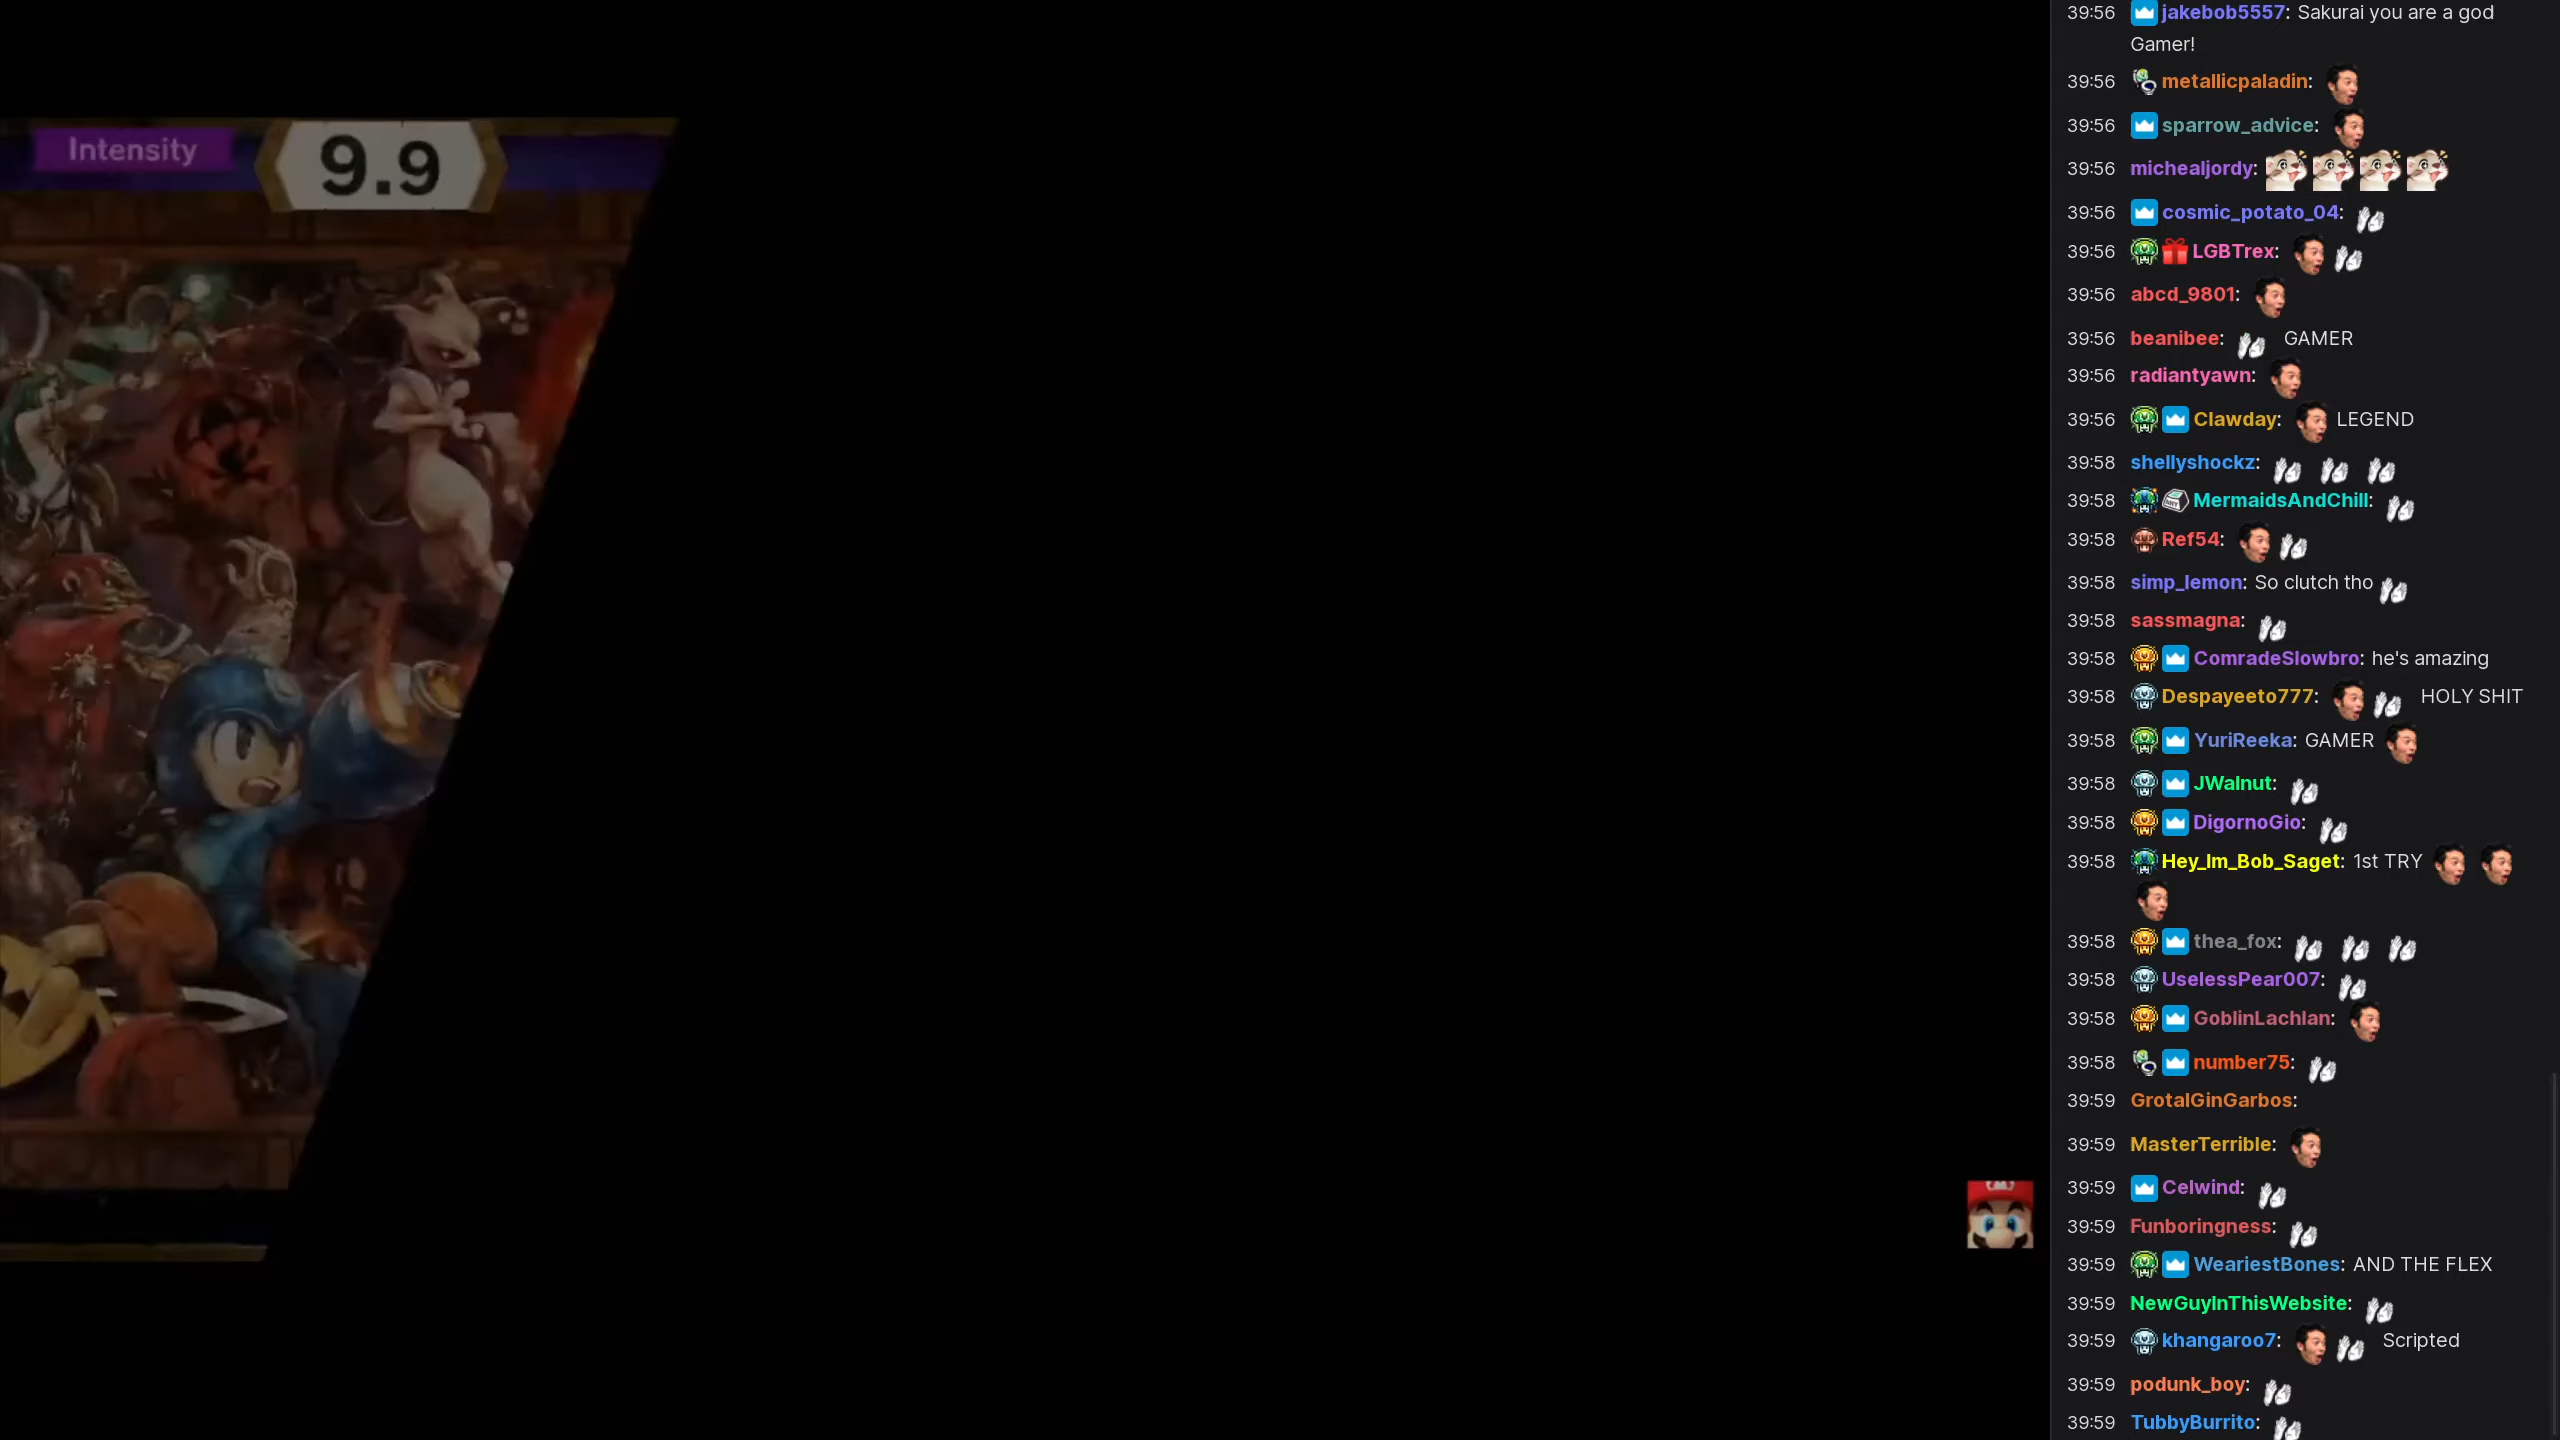 Intensity
9.9
39:56 jakebob5557: Sakurai you are a god
Gamer!
39:56 metallicpaladin:
39:56 sparrow_advice:
39:56 michealjordy:
39:56 cosmic_potato_04:
39:56 LGBTrex:
39:56 abcd_9801:
39:56 beanibee: GAMER
39:56 radiantyawn:
39:56 Clawday: LEGEND
39:58 shellyshockz:
39:58 MermaidsAndChill:
39:58 Ref54:
39:58 simp_lemon: So clutch tho
39:58 sassmagna:
39:58 ComradeSlowbro: he's amazing
39:58 Despayeeto777: HOLY SHIT
39:58 YuriReeka: GAMER
39:58 JWalnut:
39:58 DigornoGio:
39:58 Hey_Im_Bob_Saget: 1st TRY
39:58 thea_fox:
39:58 UselessPear007:
39:58 GoblinLachlan:
39:58 number75:
39:59 GrotalGinGarbos:
39:59 MasterTerrible:
39:59 Celwind:
39:59 Funboringness:
39:59 WeariestBones: AND THE FLEX
39:59 NewGuyInThisWebsite:
39:59 khangaroo7: Scripted
39:59 podunk_boy:
39:59 TubbyBurrito: